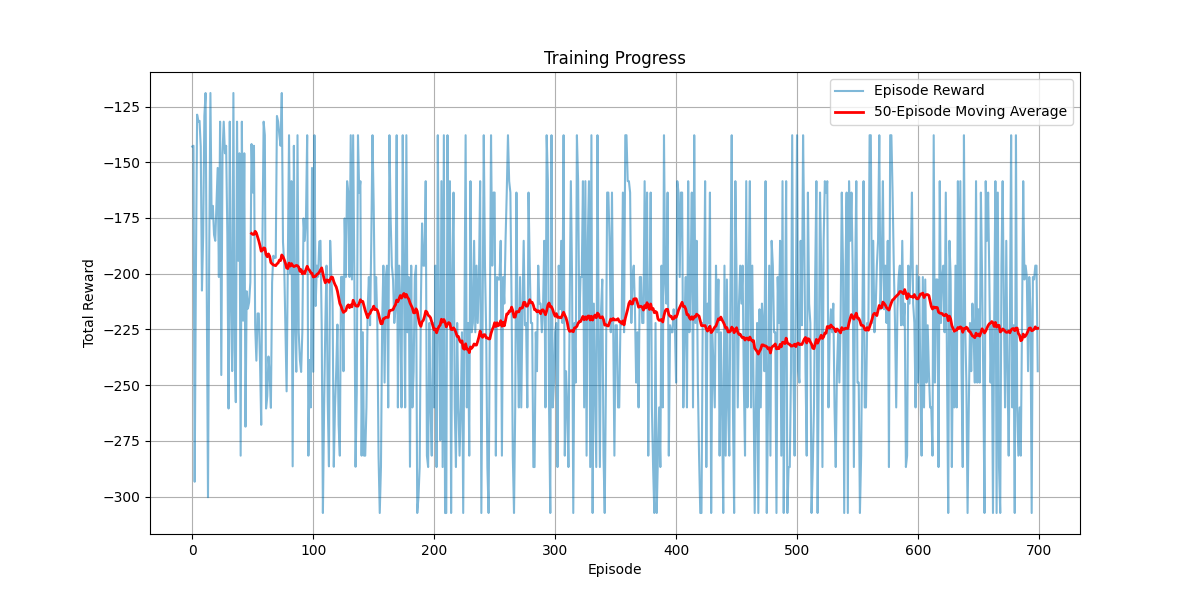 Training Progress
Episode Reward
50-Episode Moving Average
Total Reward
−125
−150
−175
−200
−225
−250
−275
−300
0 100 200 300 400 500 600 700
Episode